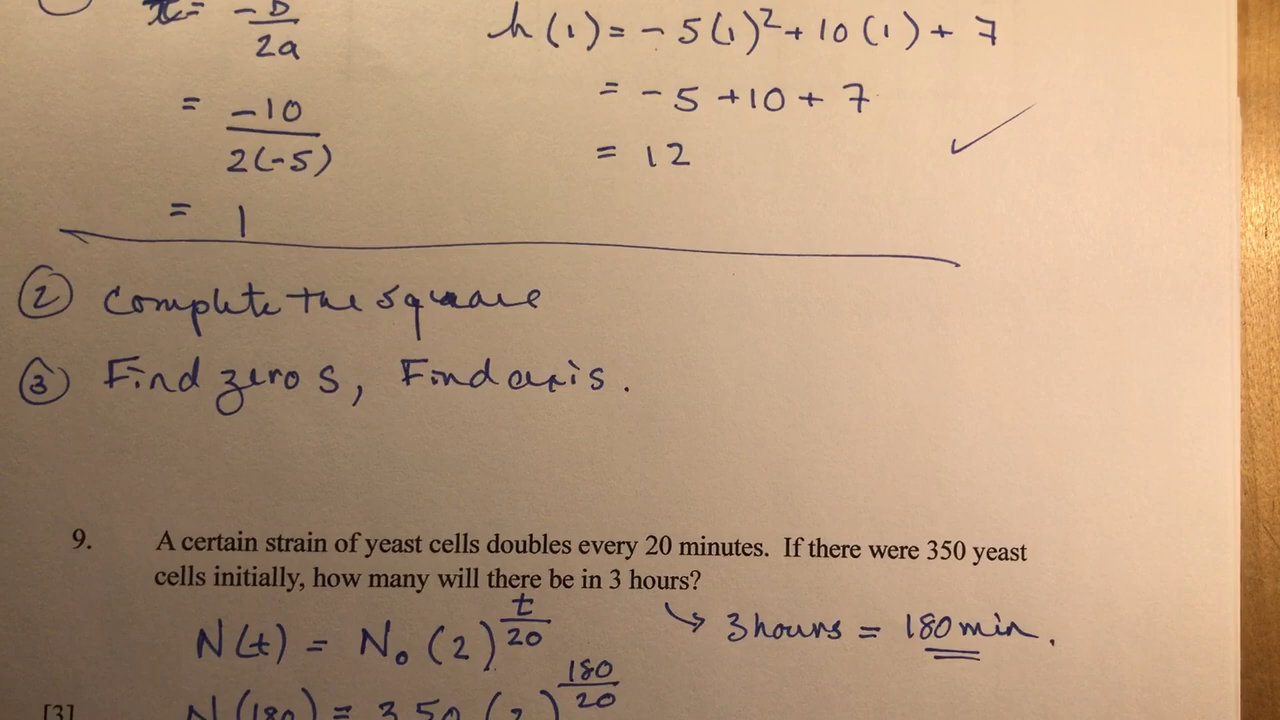 x = -b/2a
h(1) = -5(1)²+ 10(1) + 7
= -10/2(-5)
= -5 +10 + 7
= 12 ✓
= 1
② Complete the square
③ Find zeros, Find axis.
9. A certain strain of yeast cells doubles every 20 minutes. If there were 350 yeast
cells initially, how many will there be in 3 hours?
N(t) = N₀ (2)^(t/20) ↳ 3 hours = 180 min.
[3] N(180) = 350 (2)^(180/20)